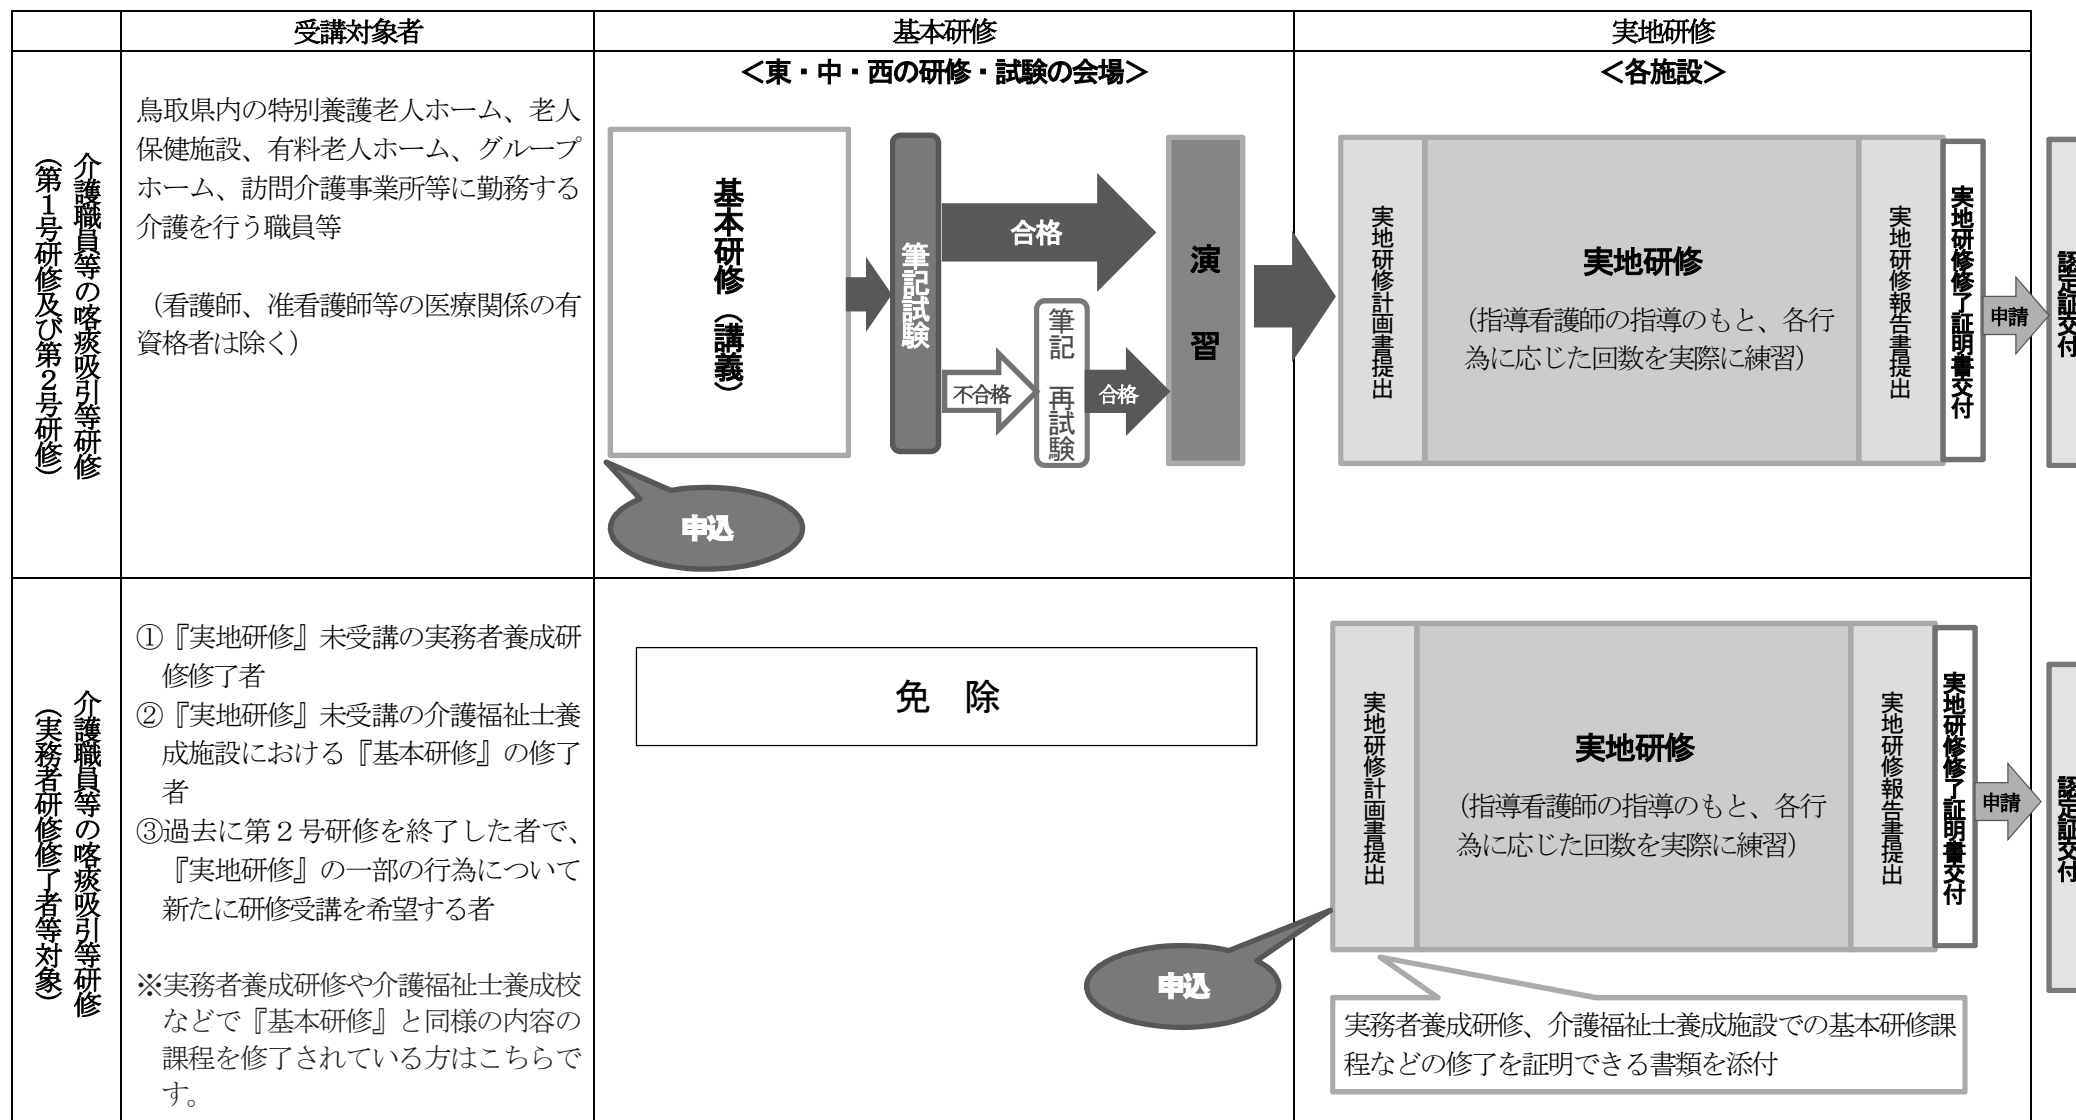 受講対象者
基本研修
実地研修
介護職員等の喀痰吸引等研修
（第１号研修及び第２号研修）
鳥取県内の特別養護老人ホーム、老人
保健施設、有料老人ホーム、グループ
ホーム、訪問介護事業所等に勤務する
介護を行う職員等
（看護師、准看護師等の医療関係の有
資格者は除く）
＜東・中・西の研修・試験の会場＞
基本研修（講義）
申込
筆記試験
合格
不合格
筆記　再試験
合格
演習
＜各施設＞
実地研修計画書提出
実地研修
（指導看護師の指導のもと、各行
為に応じた回数を実際に練習）
実地研修報告書提出
実地研修修了証明書交付
申請
認定証交付
介護職員等の喀痰吸引等研修
（実務者研修修了者等対象）
①『実地研修』未受講の実務者養成研
修修了者
②『実地研修』未受講の介護福祉士養
成施設における『基本研修』の修了
者
③過去に第２号研修を終了した者で、
『実地研修』の一部の行為について
新たに研修受講を希望する者
※実務者養成研修や介護福祉士養成校
などで『基本研修』と同様の内容の
課程を修了されている方はこちらで
す。
免　除
申込
実地研修計画書提出
実地研修
（指導看護師の指導のもと、各行
為に応じた回数を実際に練習）
実地研修報告書提出
実地研修修了証明書交付
申請
認定証交付
実務者養成研修、介護福祉士養成施設での基本研修課
程などの修了を証明できる書類を添付